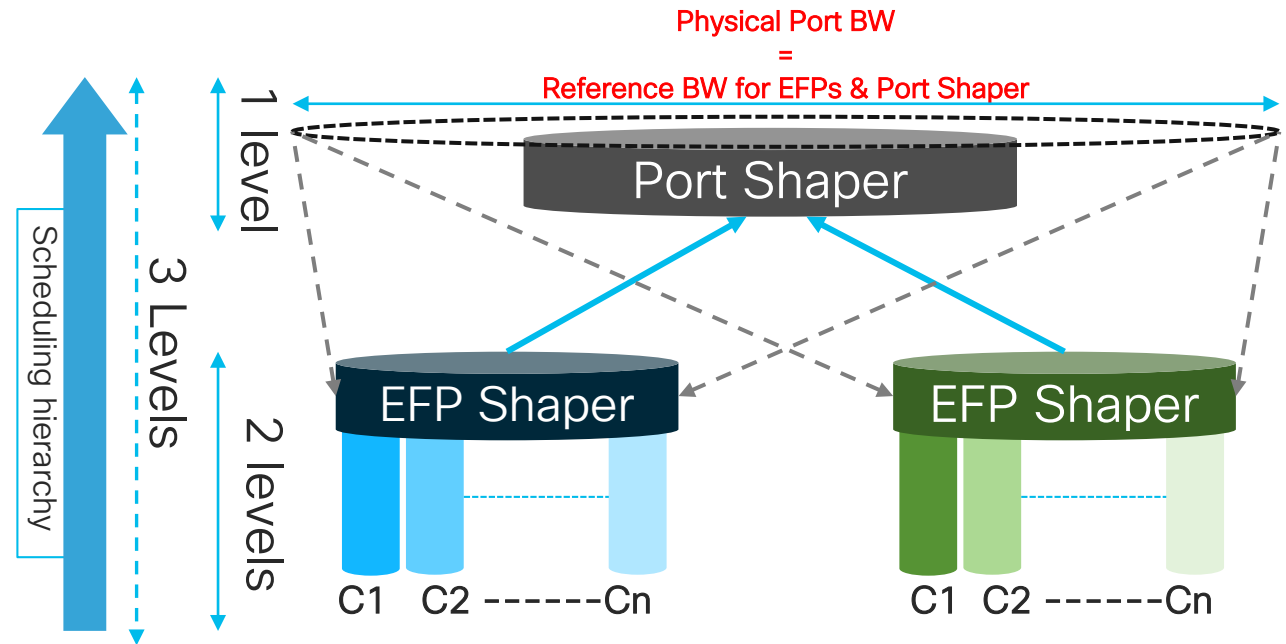 Physical Port BW
=
Reference BW for EFPs & Port Shaper
1 level
Port Shaper
Scheduling hierarchy
3 Levels
2 levels
EFP Shaper
EFP Shaper
C1 C2 -------Cn
C1 C2 -------Cn